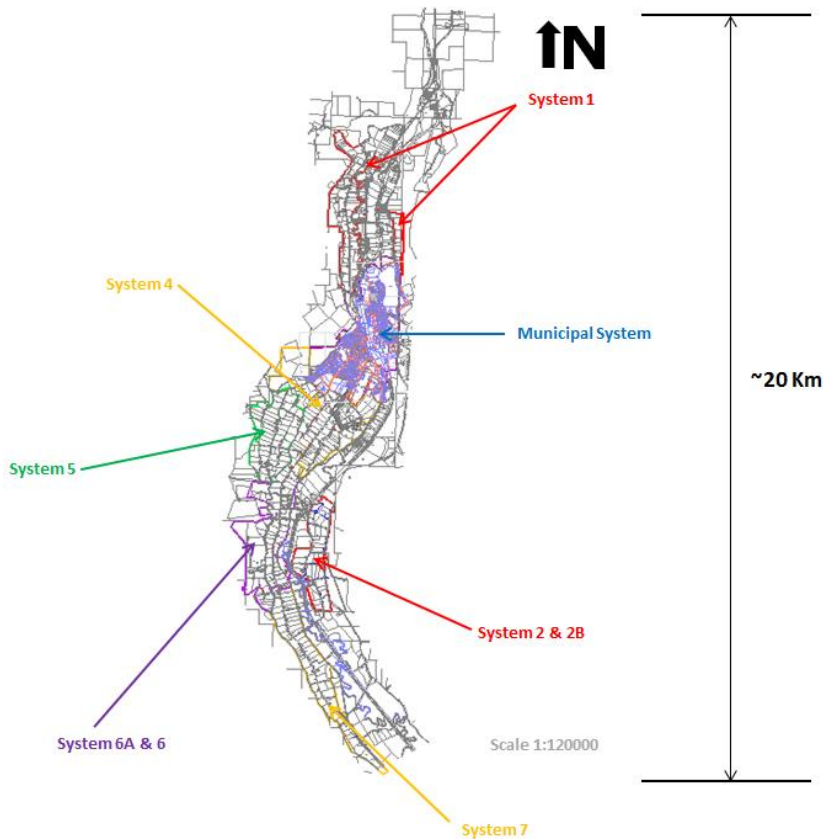 N
System 1
System 4
Municipal System
~20 Km
System 5
System 2 & 2B
System 6A & 6
Scale 1:120000
System 7